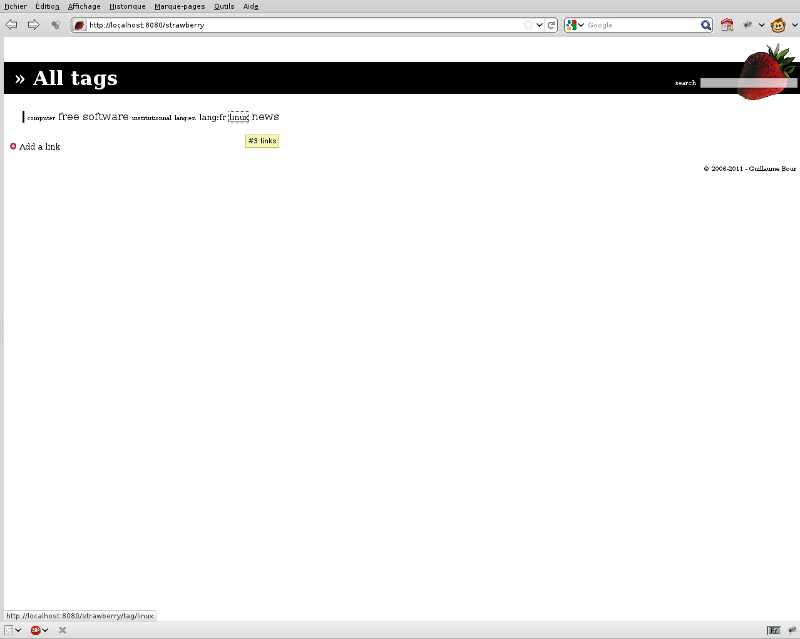 Fichier Édition Affichage Historique Marque-pages Outils Aide
http://localhost:8080/strawberry Google
» All tags
search
computer free software institutionnal lang:en lang:fr linux news
#3 links
Add a link
© 2006-2011 - Guillaume Bour
http://localhost:8080/strawberry/tag/linux
ABP